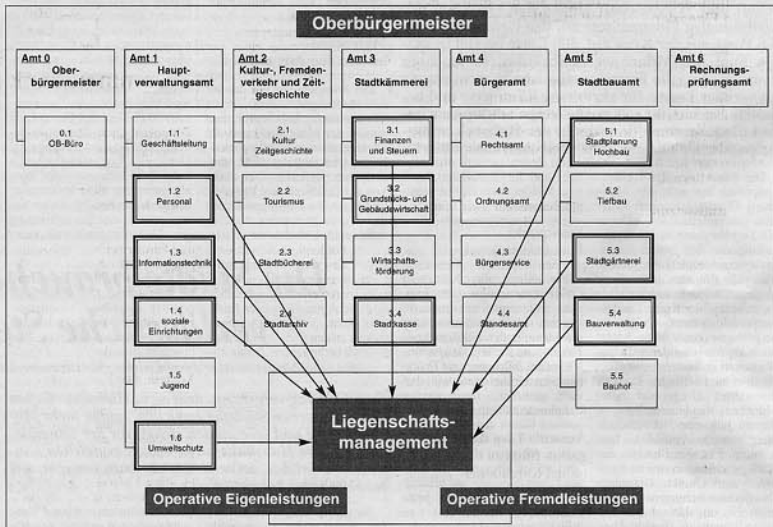 Oberbürgermeister
Amt 0
Ober-
bürgermeister
Amt 1
Haupt-
verwaltungsamt
Amt 2
Kultur-, Fremden-
verkehr und Zeit-
geschichte
Amt 3
Stadtkämmerei
Amt 4
Bürgeramt
Amt 5
Stadtbauamt
Amt 6
Rechnungs-
prüfungsamt
0.1
OB-Büro
1.1
Geschäftsleitung
1.2
Personal
1.3
Informationstechnik
1.4
soziale
Einrichtungen
1.5
Jugend
1.6
Umweltschutz
2.1
Kultur
Zeitgeschichte
2.2
Tourismus
2.3
Stadtbücherei
2.4
Stadtarchiv
3.1
Finanzen
und Steuern
3.2
Grundstücks- und
Gebäudewirtschaft
3.3
Wirtschafts-
förderung
3.4
Stadtkasse
4.1
Rechtsamt
4.2
Ordnungsamt
4.3
Bürgerservice
4.4
Standesamt
5.1
Stadtplanung
Hochbau
5.2
Tiefbau
5.3
Stadtgärtnerei
5.4
Bauverwaltung
5.5
Bauhof
Liegenschafts-
management
Operative Eigenleistungen
Operative Fremdleistungen